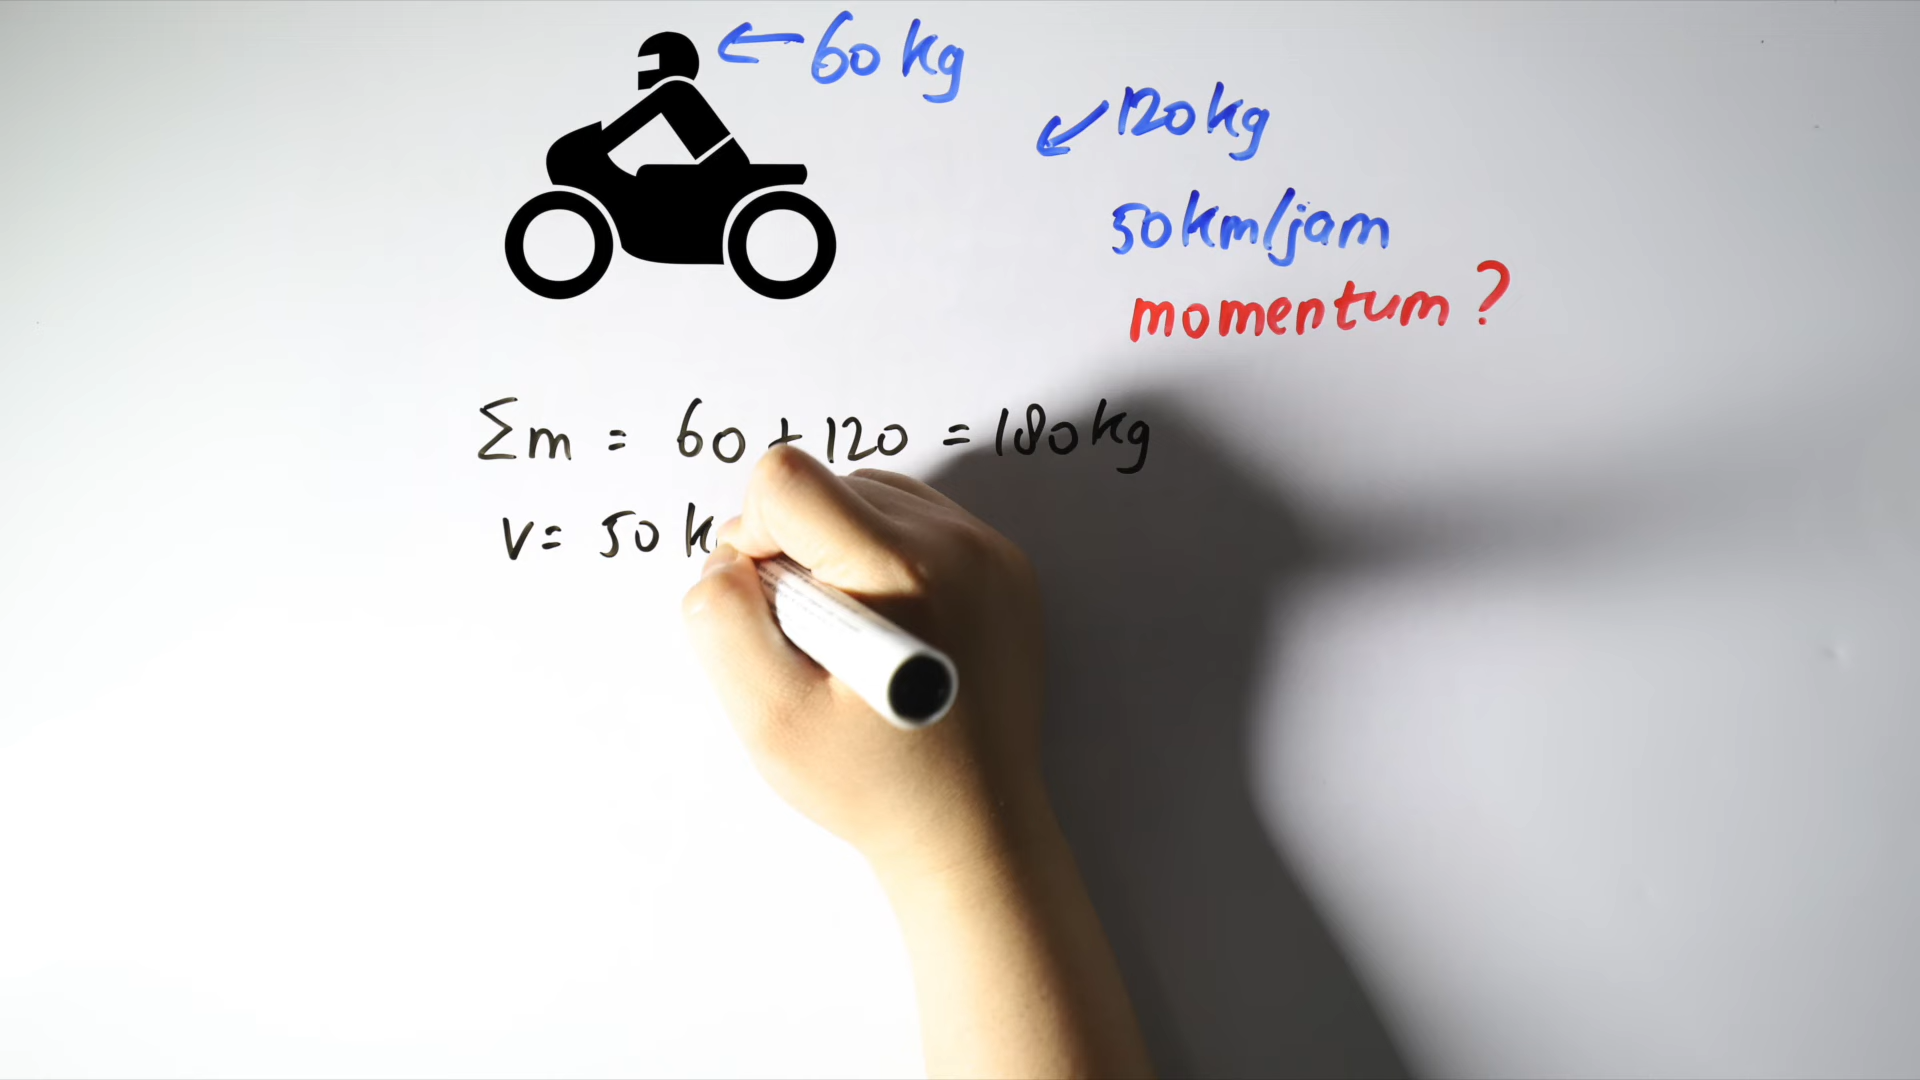 ← 60 kg
↙ 120 kg
50 km/jam
momentum ?
Σm = 60 + 120 = 180 kg
v = 50 k